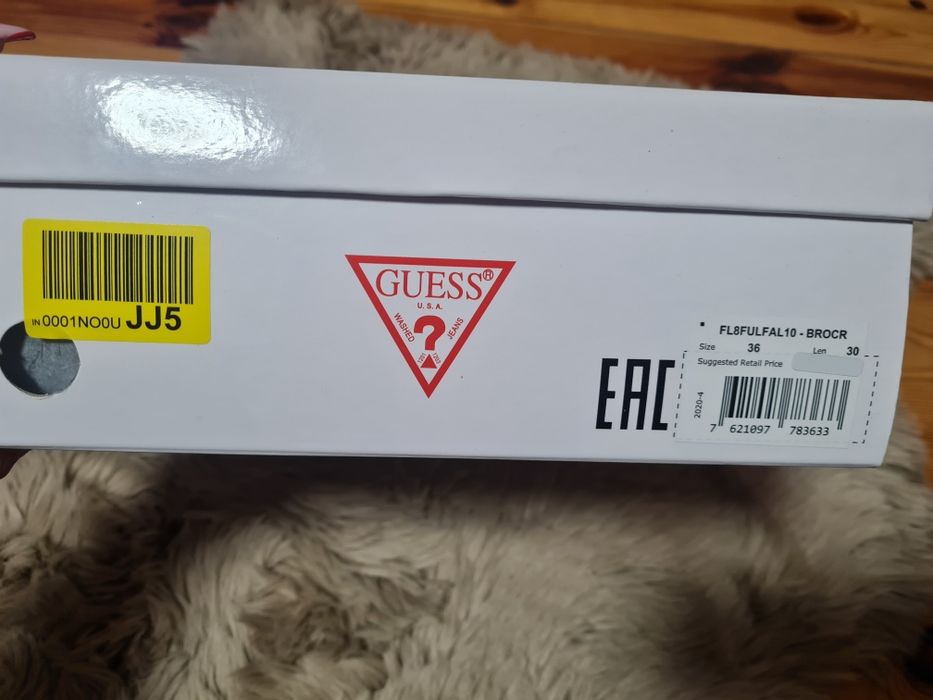 IN 0001NO0U JJ5
GUESS®
U.S.A.
WASHED ? JEANS
EAC
FL8FULFAL10 - BROCR
Size 36 Len 30
Suggested Retail Price
2020-4
7 621097 783633